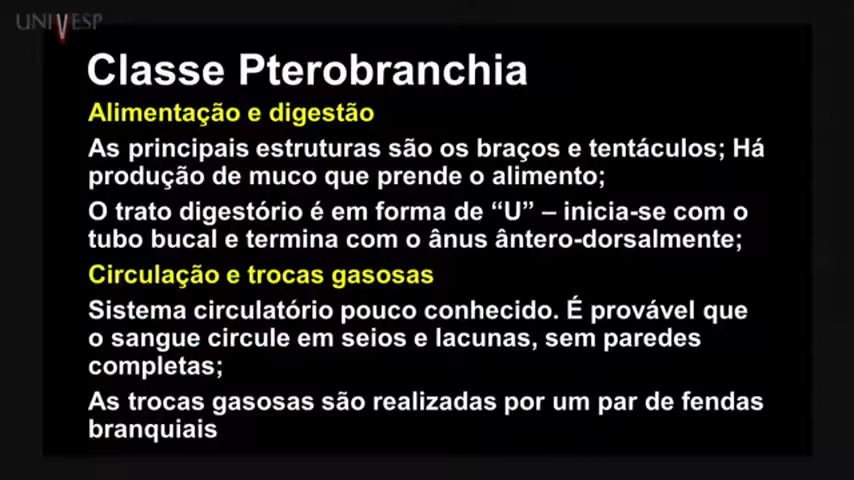 UNIVESP
Classe Pterobranchia
Alimentação e digestão
As principais estruturas são os braços e tentáculos; Há
produção de muco que prende o alimento;
O trato digestório é em forma de “U” – inicia-se com o
tubo bucal e termina com o ânus ântero-dorsalmente;
Circulação e trocas gasosas
Sistema circulatório pouco conhecido. É provável que
o sangue circule em seios e lacunas, sem paredes
completas;
As trocas gasosas são realizadas por um par de fendas
branquiais